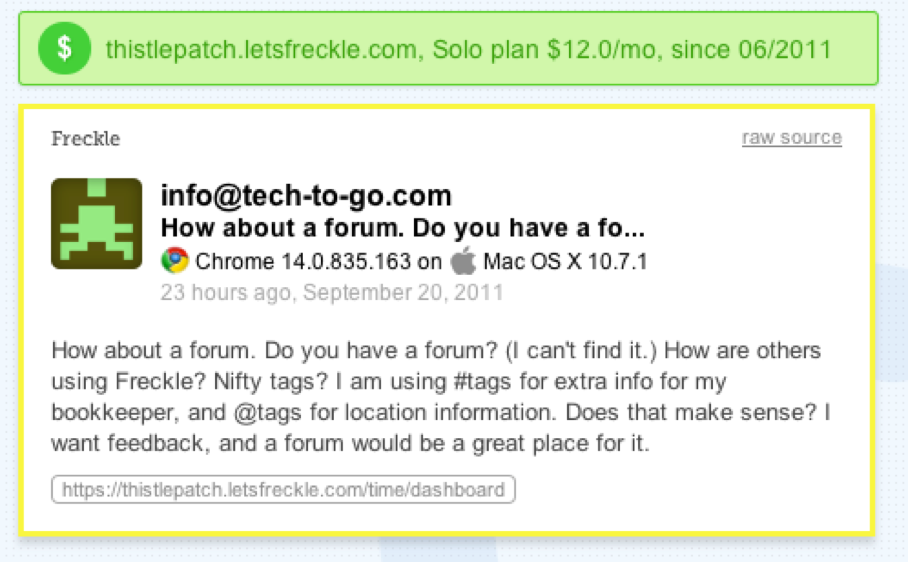 $ thistlepatch.letsfreckle.com, Solo plan $12.0/mo, since 06/2011
Freckle
raw source
info@tech-to-go.com
How about a forum. Do you have a fo...
Chrome 14.0.835.163 on Mac OS X 10.7.1
23 hours ago, September 20, 2011
How about a forum. Do you have a forum? (I can't find it.) How are others
using Freckle? Nifty tags? I am using #tags for extra info for my
bookkeeper, and @tags for location information. Does that make sense? I
want feedback, and a forum would be a great place for it.
https://thistlepatch.letsfreckle.com/time/dashboard